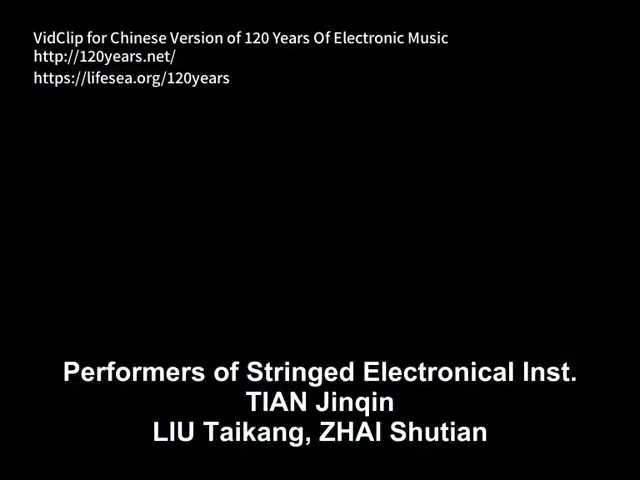 VidClip for Chinese Version of 120 Years Of Electronic Music
http://120years.net/
https://lifesea.org/120years
Performers of Stringed Electronical Inst.
TIAN Jinqin
LIU Taikang, ZHAI Shutian